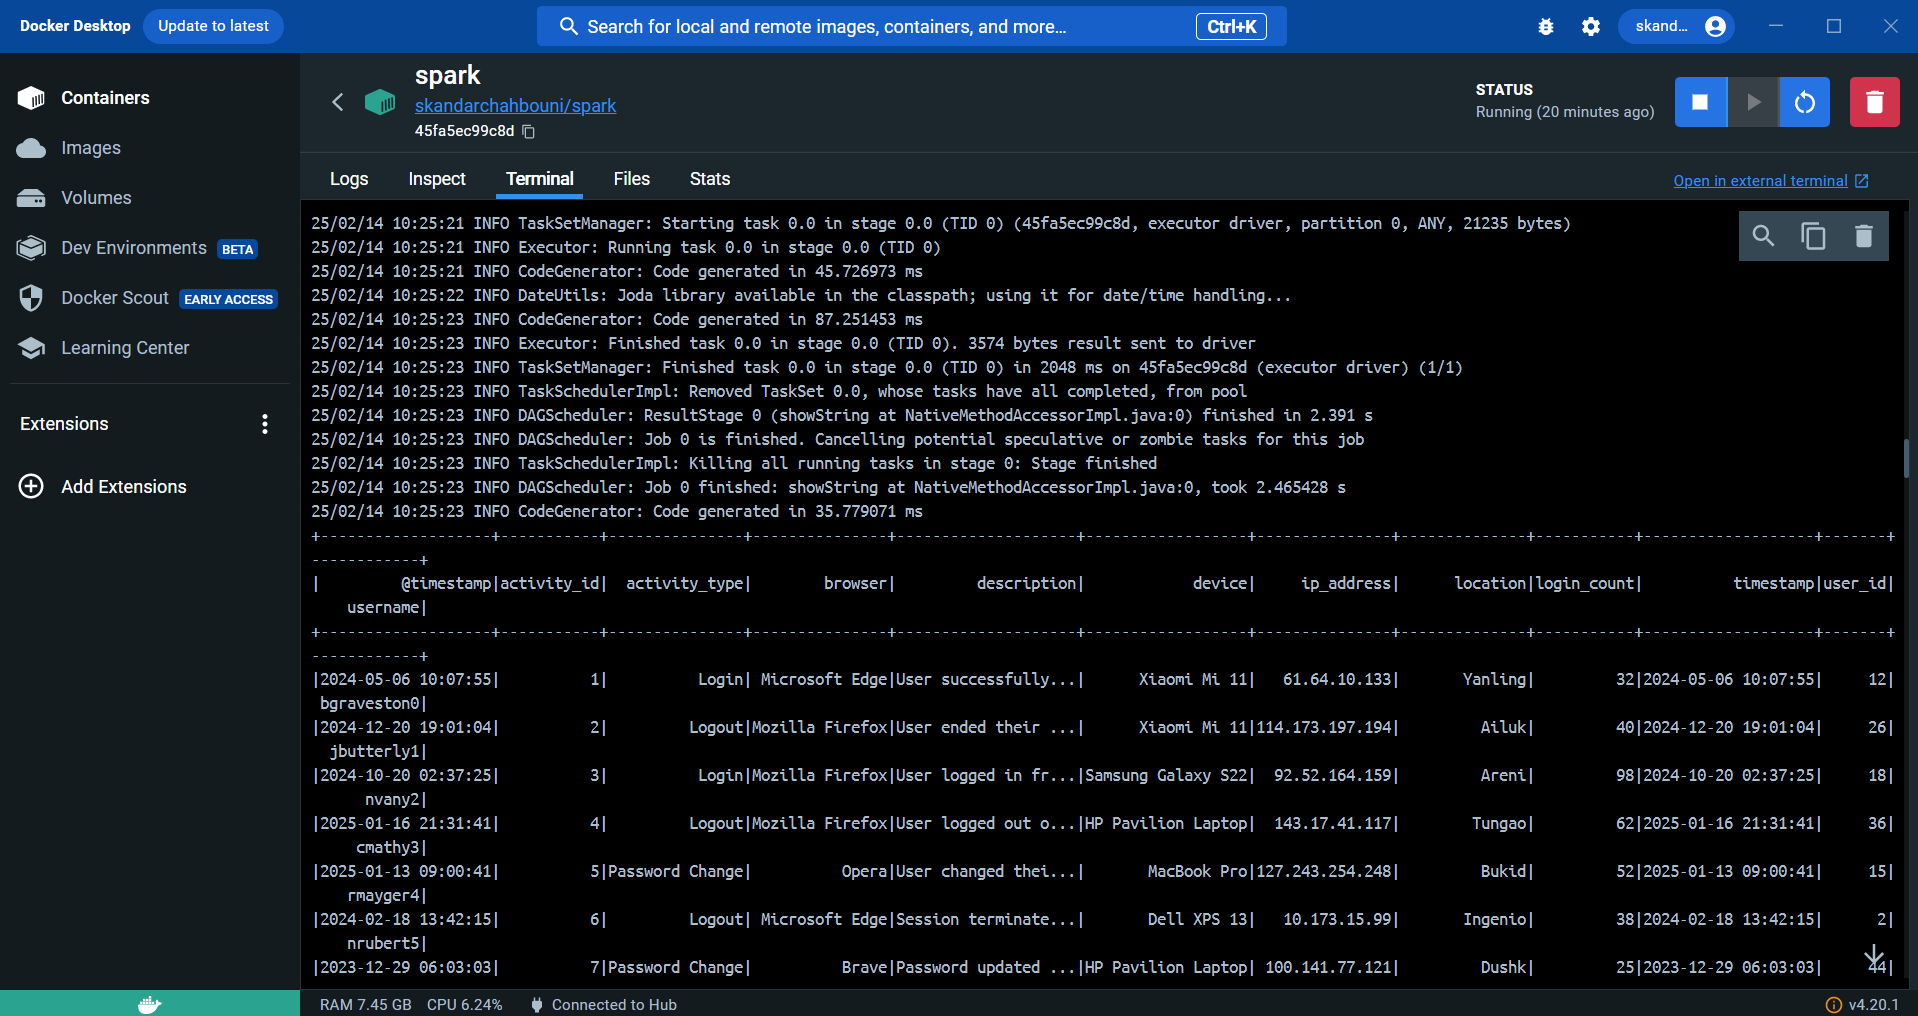 Docker Desktop Update to latest Search for local and remote images, containers, and more... Ctrl+K skand...
Containers
Images
Volumes
Dev Environments BETA
Docker Scout EARLY ACCESS
Learning Center
Extensions
Add Extensions
spark
skandarchahbouni/spark
45fa5ec99c8d
STATUS
Running (20 minutes ago)
Logs Inspect Terminal Files Stats Open in external terminal
25/02/14 10:25:21 INFO TaskSetManager: Starting task 0.0 in stage 0.0 (TID 0) (45fa5ec99c8d, executor driver, partition 0, ANY, 21235 bytes)
25/02/14 10:25:21 INFO Executor: Running task 0.0 in stage 0.0 (TID 0)
25/02/14 10:25:21 INFO CodeGenerator: Code generated in 45.726973 ms
25/02/14 10:25:22 INFO DateUtils: Joda library available in the classpath; using it for date/time handling...
25/02/14 10:25:23 INFO CodeGenerator: Code generated in 87.251453 ms
25/02/14 10:25:23 INFO Executor: Finished task 0.0 in stage 0.0 (TID 0). 3574 bytes result sent to driver
25/02/14 10:25:23 INFO TaskSetManager: Finished task 0.0 in stage 0.0 (TID 0) in 2048 ms on 45fa5ec99c8d (executor driver) (1/1)
25/02/14 10:25:23 INFO TaskSchedulerImpl: Removed TaskSet 0.0, whose tasks have all completed, from pool
25/02/14 10:25:23 INFO DAGScheduler: ResultStage 0 (showString at NativeMethodAccessorImpl.java:0) finished in 2.391 s
25/02/14 10:25:23 INFO DAGScheduler: Job 0 is finished. Cancelling potential speculative or zombie tasks for this job
25/02/14 10:25:23 INFO TaskSchedulerImpl: Killing all running tasks in stage 0: Stage finished
25/02/14 10:25:23 INFO DAGScheduler: Job 0 finished: showString at NativeMethodAccessorImpl.java:0, took 2.465428 s
25/02/14 10:25:23 INFO CodeGenerator: Code generated in 35.779071 ms
+-------------------+-----------+---------------+---------------+--------------------+------------------+---------------+--------------+-----------+-------------------+-------+
------------+
|         @timestamp|activity_id|  activity_type|        browser|         description|            device|     ip_address|      location|login_count|          timestamp|user_id|
    username|
+-------------------+-----------+---------------+---------------+--------------------+------------------+---------------+--------------+-----------+-------------------+-------+
------------+
|2024-05-06 10:07:55|          1|          Login| Microsoft Edge|User successfully...|      Xiaomi Mi 11|   61.64.10.133|       Yanling|         32|2024-05-06 10:07:55|     12|
 bgraveston0|
|2024-12-20 19:01:04|          2|         Logout|Mozilla Firefox|User ended their ...|      Xiaomi Mi 11|114.173.197.194|         Ailuk|         40|2024-12-20 19:01:04|     26|
  jbutterly1|
|2024-10-20 02:37:25|          3|          Login|Mozilla Firefox|User logged in fr...|Samsung Galaxy S22|  92.52.164.159|         Areni|         98|2024-10-20 02:37:25|     18|
      nvany2|
|2025-01-16 21:31:41|          4|         Logout|Mozilla Firefox|User logged out o...|HP Pavilion Laptop|  143.17.41.117|        Tungao|         62|2025-01-16 21:31:41|     36|
     cmathy3|
|2025-01-13 09:00:41|          5|Password Change|          Opera|User changed thei...|       MacBook Pro|127.243.254.248|         Bukid|         52|2025-01-13 09:00:41|     15|
    rmayger4|
|2024-02-18 13:42:15|          6|         Logout| Microsoft Edge|Session terminate...|       Dell XPS 13|   10.173.15.99|       Ingenio|         38|2024-02-18 13:42:15|      2|
    nrubert5|
|2023-12-29 06:03:03|          7|Password Change|          Brave|Password updated ...|HP Pavilion Laptop| 100.141.77.121|         Dushk|         25|2023-12-29 06:03:03|     44|
RAM 7.45 GB CPU 6.24% Connected to Hub v4.20.1